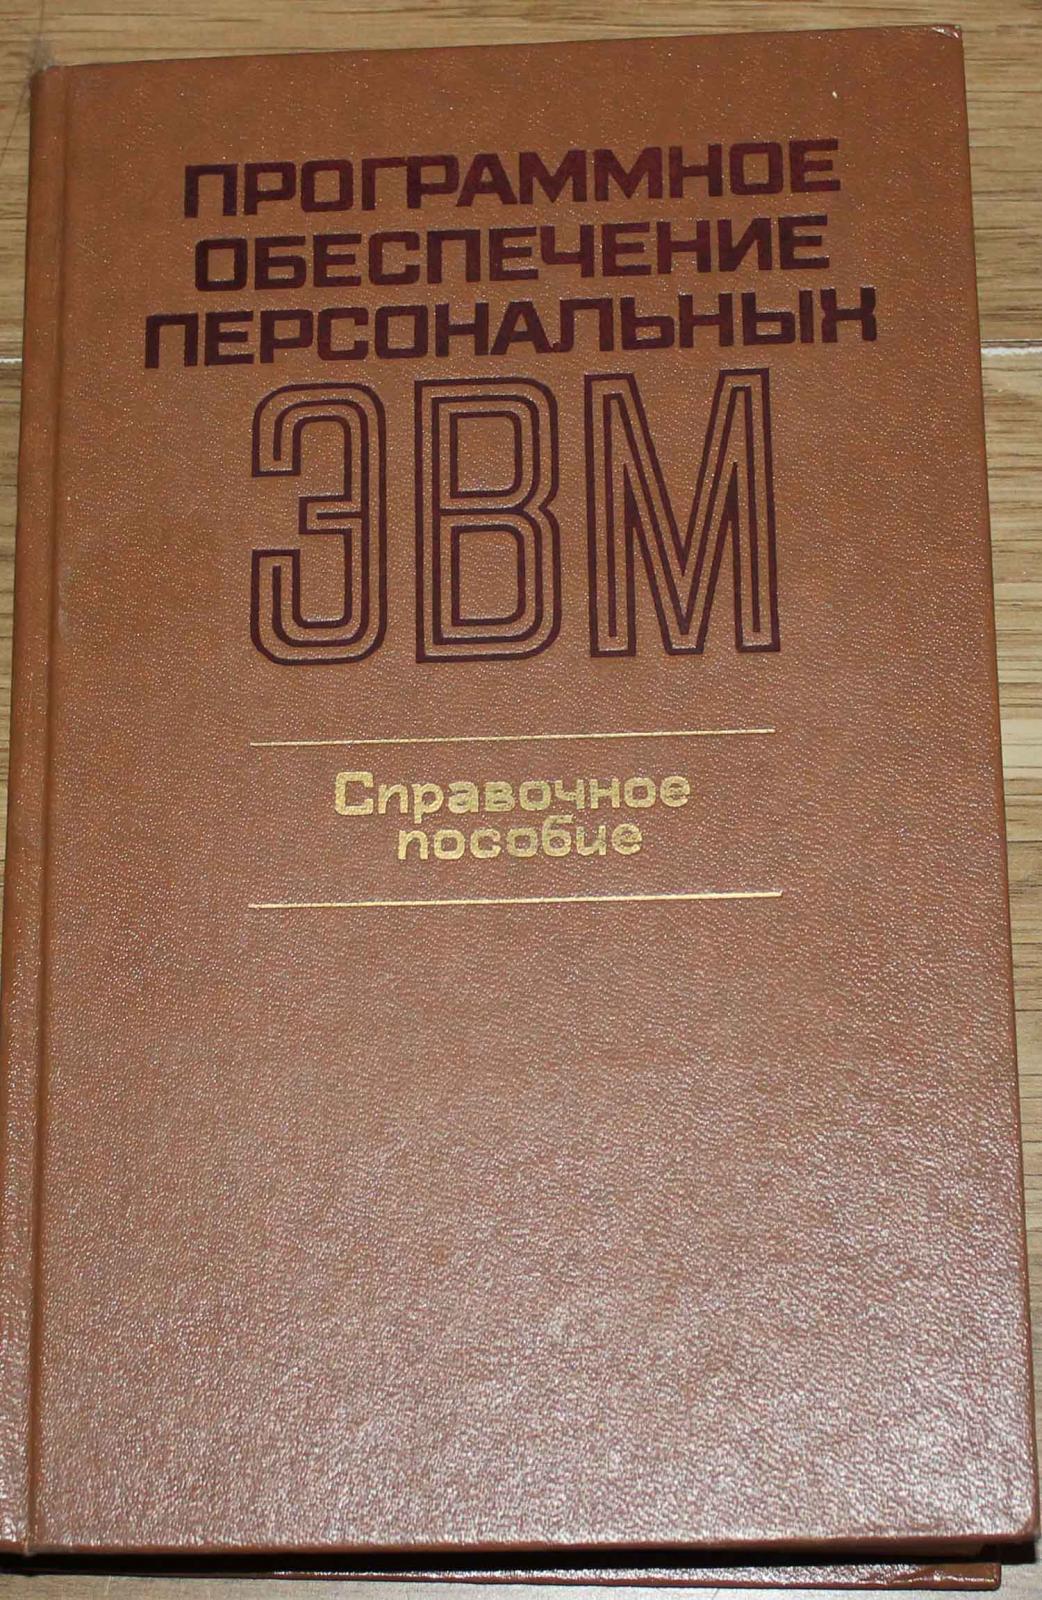 ПРОГРАММНОЕ
ОБЕСПЕЧЕНИЕ
ПЕРСОНАЛЬНЫХ
ЭВМ
Справочное
пособие